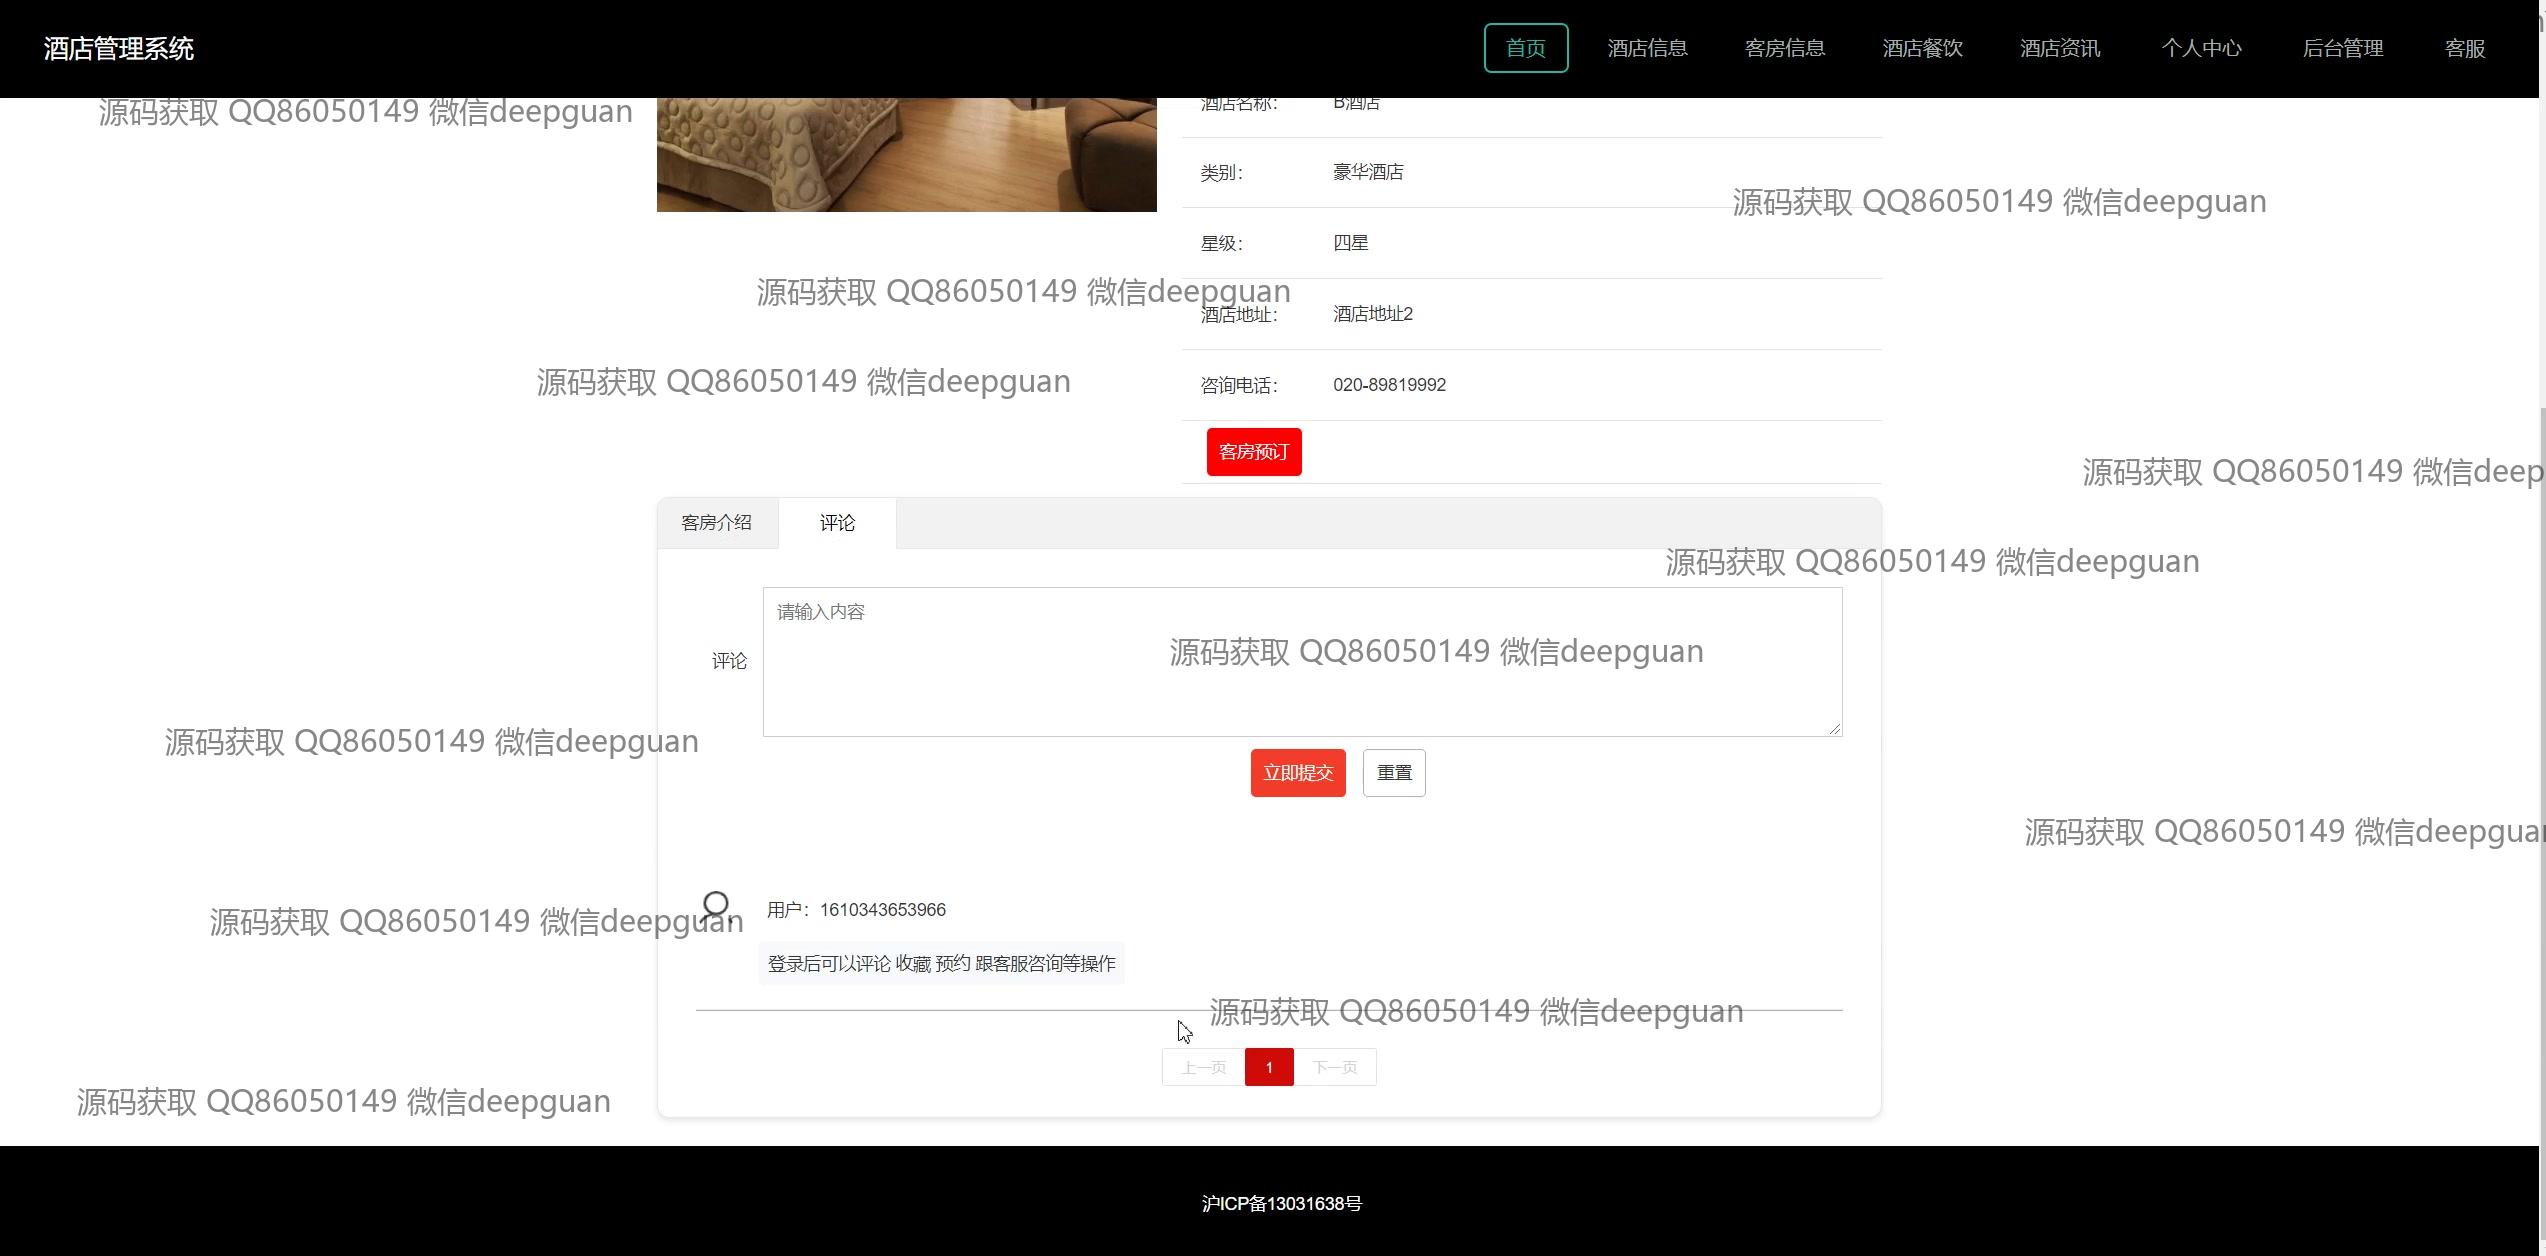 酒店管理系统
首页 酒店信息 客房信息 酒店餐饮 酒店资讯 个人中心 后台管理 客服
源码获取 QQ86050149 微信deepguan
酒店名称： B酒店
类别： 豪华酒店
源码获取 QQ86050149 微信deepguan
星级： 四星
源码获取 QQ86050149 微信deepguan
酒店地址： 酒店地址2
源码获取 QQ86050149 微信deepguan
咨询电话： 020-89819992
客房预订
源码获取 QQ86050149 微信deep
客房介绍 评论
源码获取 QQ86050149 微信deepguan
请输入内容
评论
源码获取 QQ86050149 微信deepguan
源码获取 QQ86050149 微信deepguan
立即提交 重置
源码获取 QQ86050149 微信deepguan
用户：1610343653966
源码获取 QQ86050149 微信deepguan
登录后可以评论 收藏 预约 跟客服咨询等操作
源码获取 QQ86050149 微信deepguan
上一页 1 下一页
源码获取 QQ86050149 微信deepguan
沪ICP备13031638号